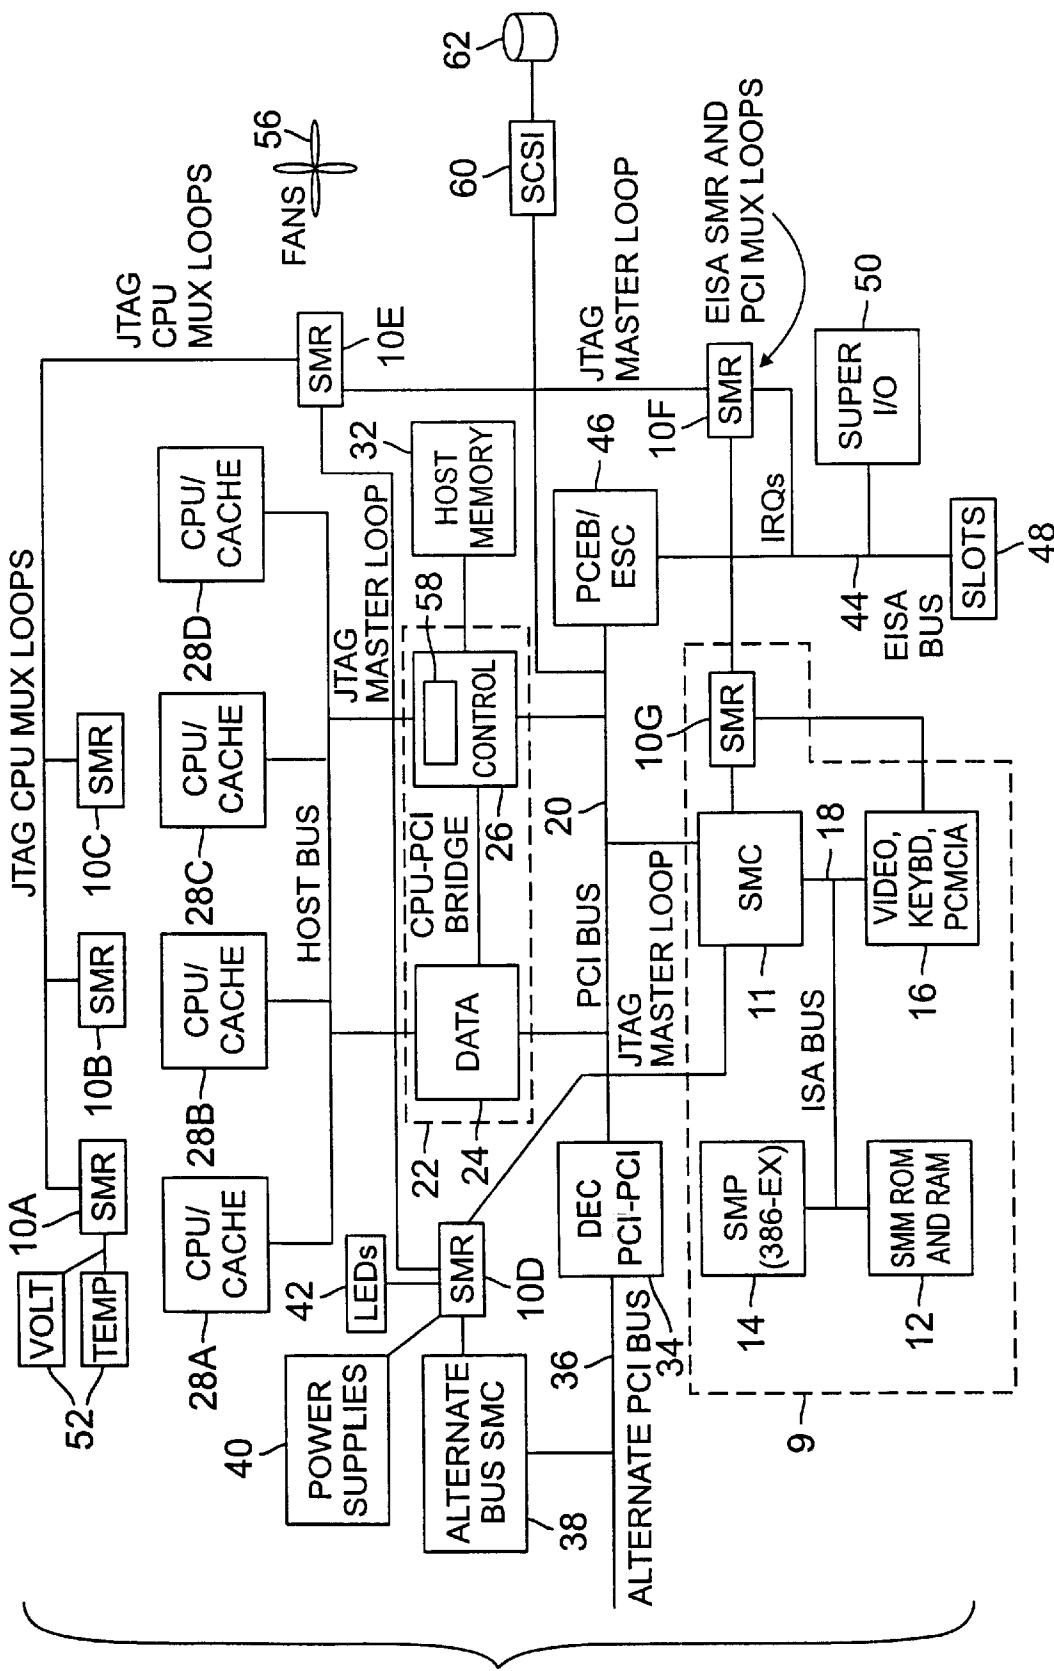 52
VOLT
TEMP
10A
SMR
10B
SMR
10C
SMR
JTAG CPU MUX LOOPS
JTAG
CPU
MUX LOOPS
28A
CPU/
CACHE
28B
CPU/
CACHE
28C
CPU/
CACHE
28D
CPU/
CACHE
FANS
56
40
POWER
SUPPLIES
42
LEDs
HOST BUS
JTAG
MASTER LOOP
32
HOST
MEMORY
SMR
10E
62
60
SCSI
ALTERNATE
BUS SMC
38
SMR
10D
22
24
DATA
CPU-PCI
BRIDGE
26
CONTROL
58
36
ALTERNATE PCI BUS
34
DEC
PCI-PCI
PCI BUS
20
PCEB/
ESC
46
JTAG
MASTER LOOP
JTAG
MASTER LOOP
10G
SMR
10F
SMR
EISA SMR AND
PCI MUX LOOPS
9
14
SMP
(386-EX)
12
SMM ROM
AND RAM
ISA BUS
11
SMC
18
16
VIDEO,
KEYBD,
PCMCIA
IRQs
44
EISA
BUS
SLOTS
48
SUPER
I/O
50